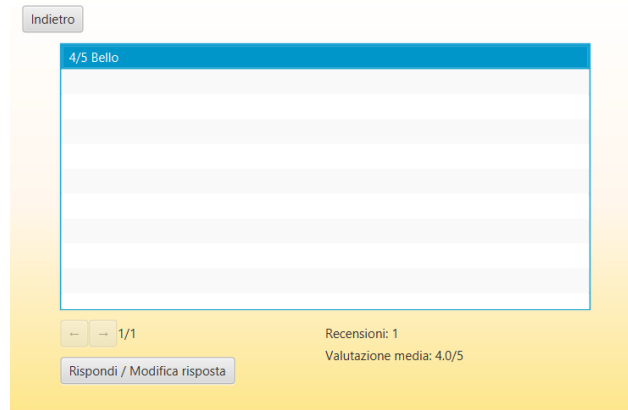 Indietro
4/5 Bello
← → 1/1
Recensioni: 1
Valutazione media: 4.0/5
Rispondi / Modifica risposta